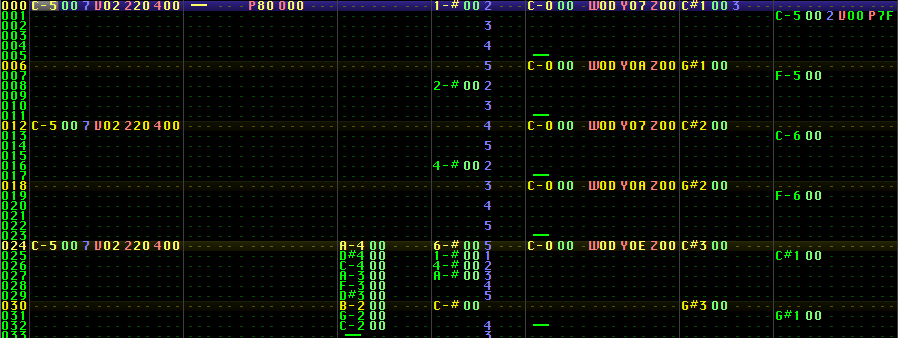 000 C-5 00 7 V02 220 400 — P80 000 1-# 00 2 C-0 00 W0D Y07 Z00 C#1 00 3
001 C-5 00 2 V00 P7F
002 3
003
004 4
005 —
006 5 C-0 00 W0D Y0A Z00 G#1 00
007 F-5 00
008 2-# 00 2
009
010 3
011 —
012 C-5 00 7 V02 220 400 4 C-0 00 W0D Y07 Z00 C#2 00
013 C-6 00
014 5
015
016 4-# 00 2
017 —
018 3 C-0 00 W0D Y0A Z00 G#2 00
019 F-6 00
020 4
021
022 5
023 —
024 C-5 00 7 V02 220 400 A-4 00 6-# 00 5 C-0 00 W0D Y0E Z00 C#3 00
025 D#4 00 1-# 00 1 C#1 00
026 C-4 00 4-# 00 2
027 A-3 00 A-# 00 3
028 F-3 00 4
029 D#3 00 5
030 B-2 00 C-# 00 G#3 00
031 G-2 00 G#1 00
032 C-2 00 4 —
033 — 3